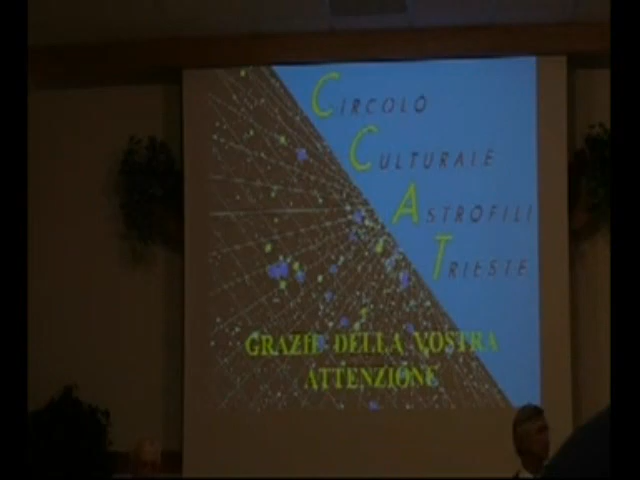 CIRCOLO
CULTURALE
ASTROFILI
TRIESTE
GRAZIE DELLA VOSTRA
ATTENZIONE